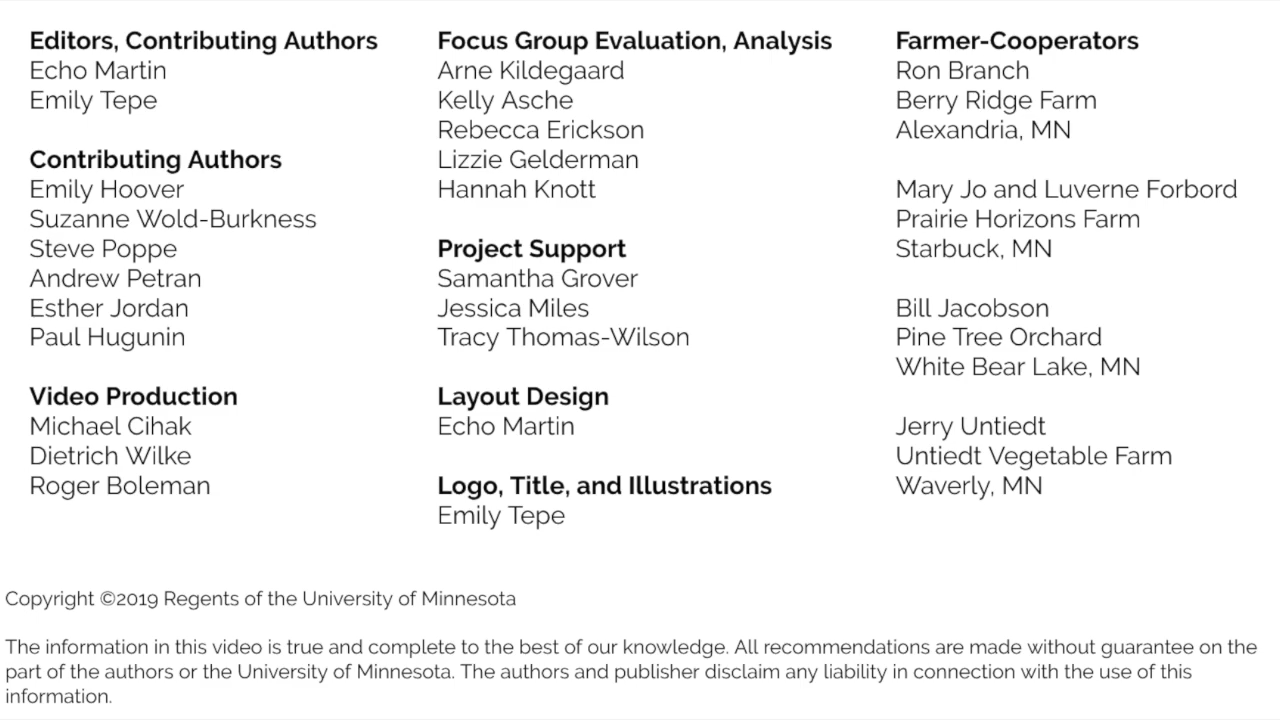 Editors, Contributing Authors
Echo Martin
Emily Tepe
Contributing Authors
Emily Hoover
Suzanne Wold-Burkness
Steve Poppe
Andrew Petran
Esther Jordan
Paul Hugunin
Video Production
Michael Cihak
Dietrich Wilke
Roger Boleman
Focus Group Evaluation, Analysis
Arne Kildegaard
Kelly Asche
Rebecca Erickson
Lizzie Gelderman
Hannah Knott
Project Support
Samantha Grover
Jessica Miles
Tracy Thomas-Wilson
Layout Design
Echo Martin
Logo, Title, and Illustrations
Emily Tepe
Farmer-Cooperators
Ron Branch
Berry Ridge Farm
Alexandria, MN
Mary Jo and Luverne Forbord
Prairie Horizons Farm
Starbuck, MN
Bill Jacobson
Pine Tree Orchard
White Bear Lake, MN
Jerry Untiedt
Untiedt Vegetable Farm
Waverly, MN
Copyright ©2019 Regents of the University of Minnesota
The information in this video is true and complete to the best of our knowledge. All recommendations are made without guarantee on the
part of the authors or the University of Minnesota. The authors and publisher disclaim any liability in connection with the use of this
information.